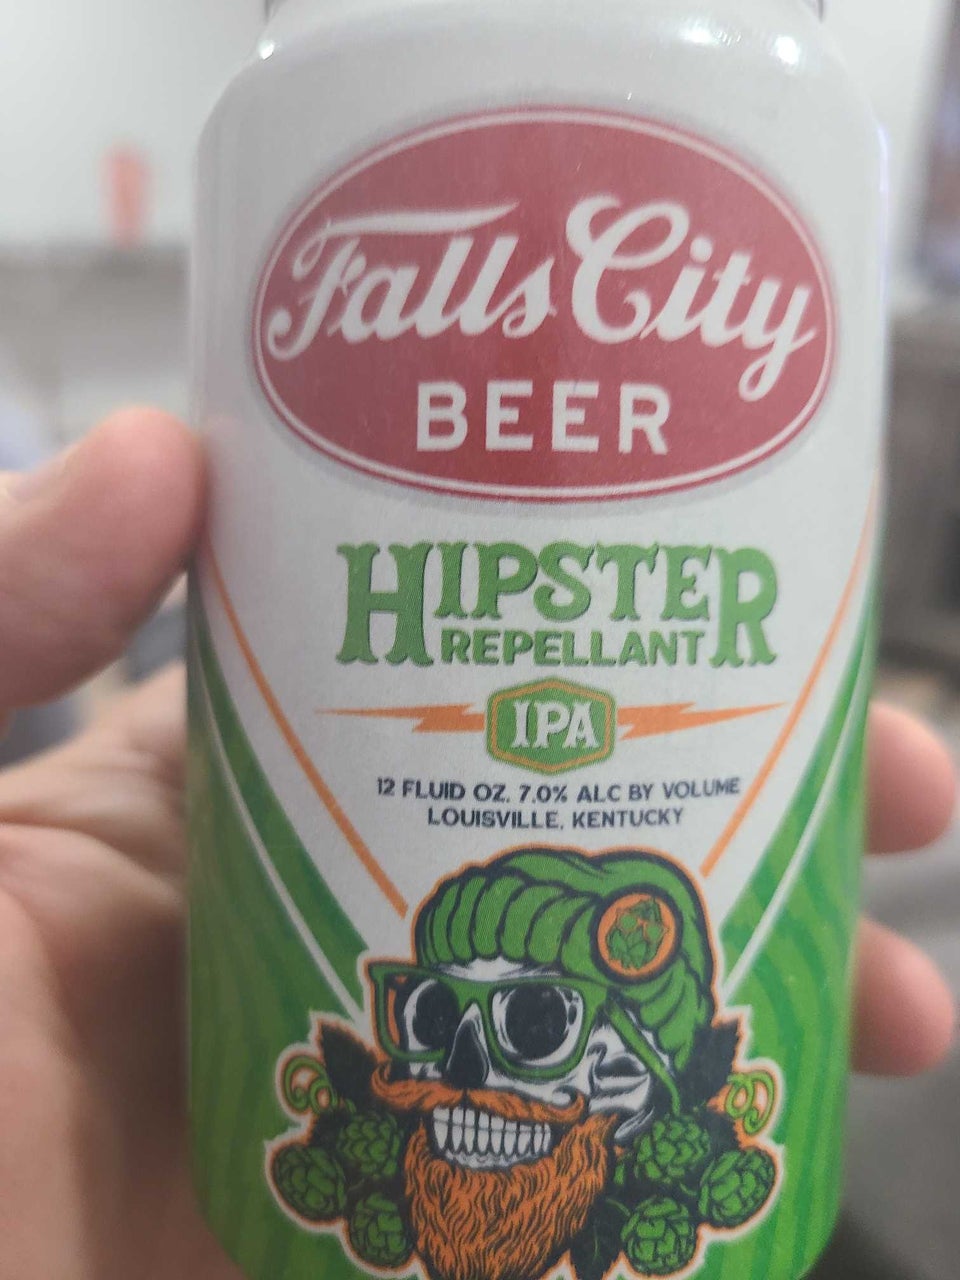 Falls City
BEER
HIPSTER
REPELLANT
IPA
12 FLUID OZ. 7.0% ALC BY VOLUME
LOUISVILLE, KENTUCKY